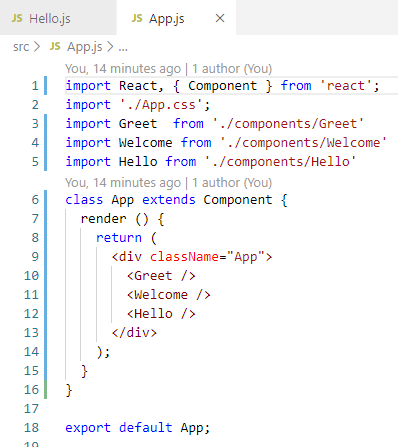 JS Hello.js JS App.js ×
src > JS App.js > ...
You, 14 minutes ago | 1 author (You)
1 import React, { Component } from 'react';
2 import './App.css';
3 import Greet  from './components/Greet'
4 import Welcome from './components/Welcome'
5 import Hello from './components/Hello'
You, 14 minutes ago | 1 author (You)
6 class App extends Component {
7   render () {
8     return (
9       <div className="App">
10         <Greet />
11         <Welcome />
12         <Hello />
13       </div>
14     );
15   }
16 }
17
18 export default App;
19